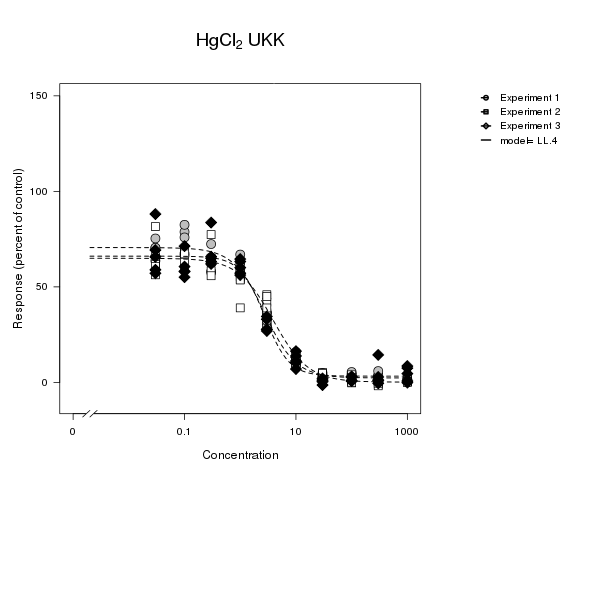 HgCl₂ UKK
150
100
50
0
Response (percent of control)
0
0.1
10
1000
Concentration
Experiment 1
Experiment 2
Experiment 3
model= LL.4